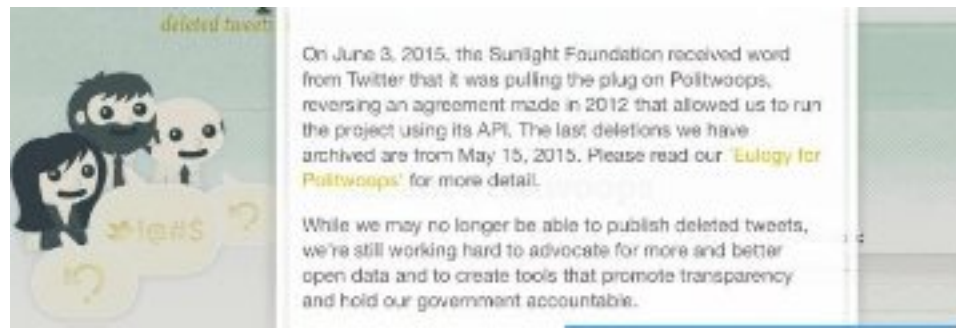 deleted tweets
On June 3, 2015, the Sunlight Foundation received word
from Twitter that it was pulling the plug on Politwoops,
reversing an agreement made in 2012 that allowed us to run
the project using its API. The last deletions we have
archived are from May 15, 2015. Please read our 'Eulogy for
Politwoops' for more detail.
woops
While we may no longer be able to publish deleted tweets,
we're still working hard to advocate for more and better
open data and to create tools that promote transparency
and hold our government accountable.
!@#$
?
?